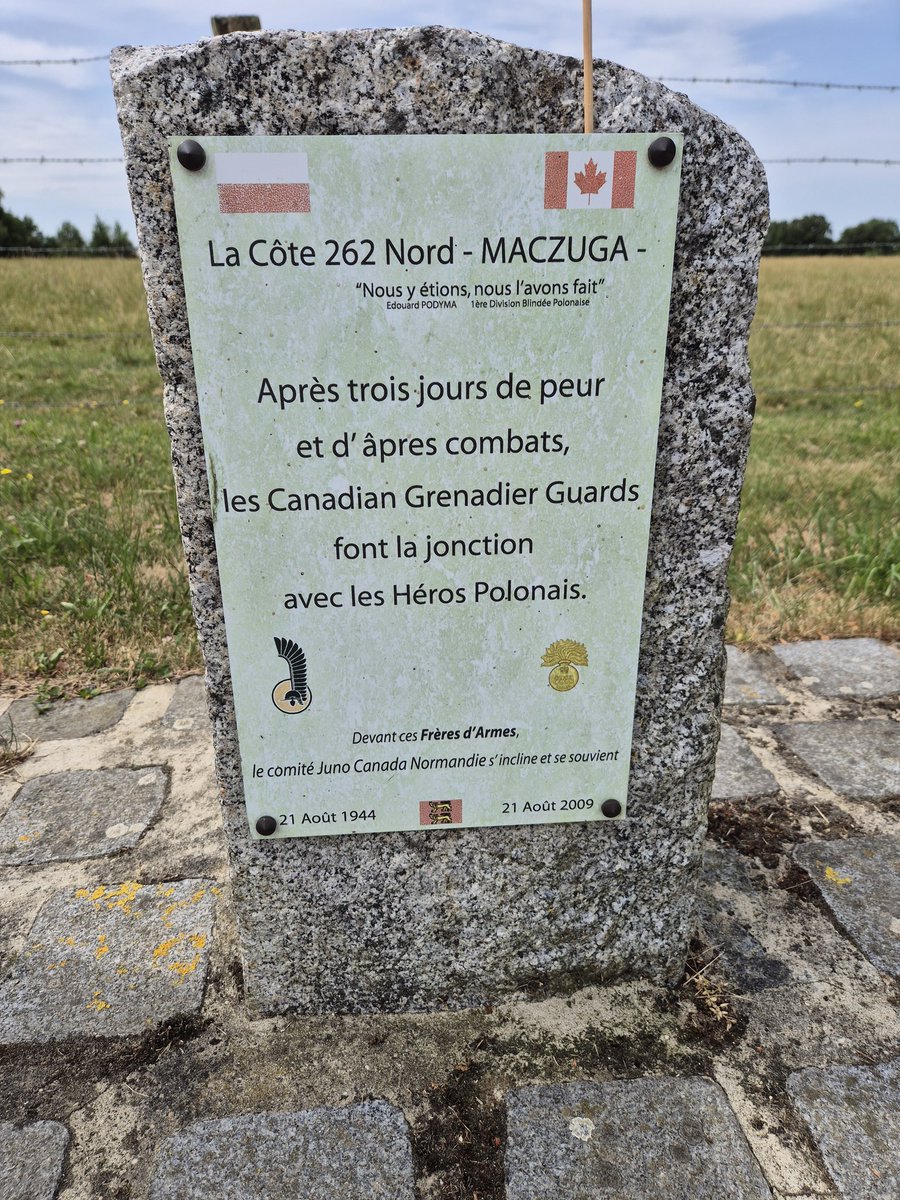 La Côte 262 Nord - MACZUGA -
"Nous y étions, nous l'avons fait"
Edouard PODYMA 1ère Division Blindée Polonaise
Après trois jours de peur
et d' âpres combats,
les Canadian Grenadier Guards
font la jonction
avec les Héros Polonais.
Devant ces Frères d'Armes,
le comité Juno Canada Normandie s'incline et se souvient
21 Août 1944 21 Août 2009